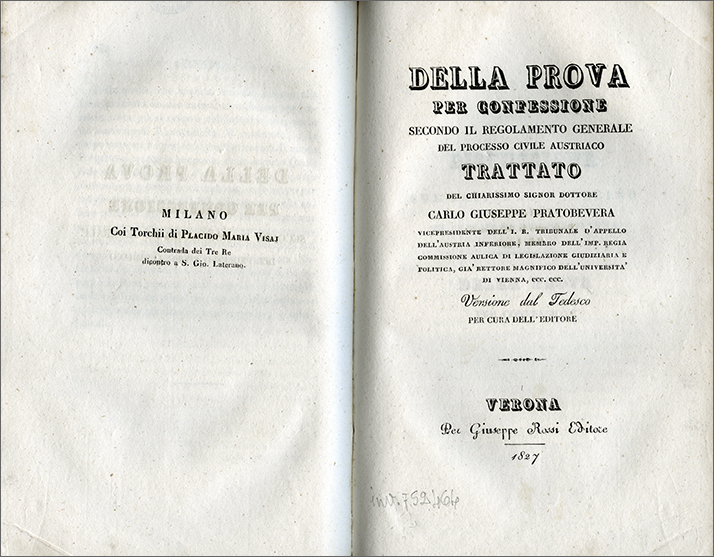 MILANO
Coi Torchii di PLACIDO MARIA VISAJ
Contrada dei Tre Re
dicontro a S. Gio. Laterano.
DELLA PROVA
PER CONFESSIONE
SECONDO IL REGOLAMENTO GENERALE
DEL PROCESSO CIVILE AUSTRIACO
TRATTATO
DEL CHIARISSIMO SIGNOR DOTTORE
CARLO GIUSEPPE PRATOBEVERA
VICEPRESIDENTE DELL'I. R. TRIBUNALE D'APPELLO
DELL'AUSTRIA INFERIORE, MEMBRO DELL'IMP. REGIA
COMMISSIONE AULICA DI LEGISLAZIONE GIUDIZIARIA E
POLITICA, GIA' RETTORE MAGNIFICO DELL'UNIVERSITA'
DI VIENNA, ECC. ECC.
Versione dal Tedesco
PER CURA DELL'EDITORE
VERONA
Per Giuseppe Rossi Editore
1827
inv. 752464